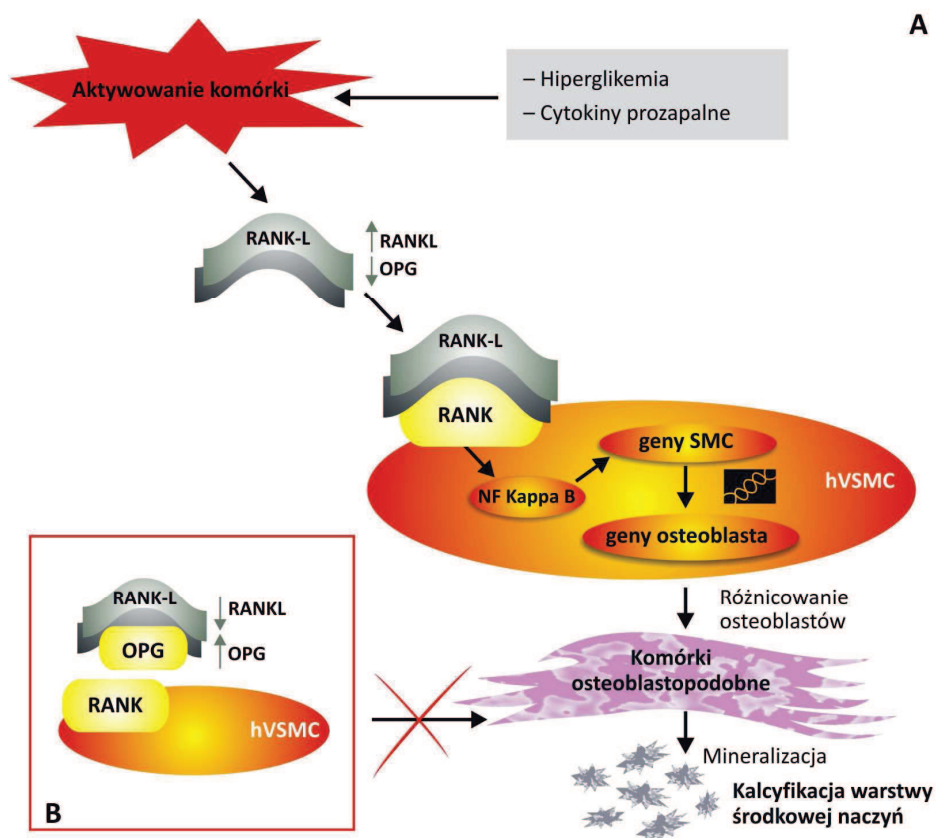 A
Aktywowanie komórki
– Hiperglikemia
– Cytokiny prozapalne
RANK-L
RANKL
OPG
RANK-L
RANK
geny SMC
NF Kappa B
hVSMC
geny osteoblasta
Różnicowanie
osteoblastów
Komórki
osteoblastopodobne
Mineralizacja
Kalcyfikacja warstwy
środkowej naczyń
RANK-L
RANKL
OPG
OPG
RANK
hVSMC
B